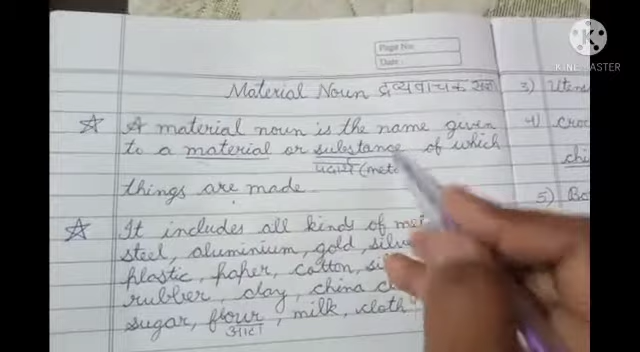 Page No.
Date:
Material Noun द्रव्यवाचक संज्ञा
☆ A material noun is the name given
to a material or substance of which
पदार्थ (
things are made
☆ It includes all kinds of
steel, aluminium, gold,
plastic, paper, cotton,
rubber, clay, china
sugar, flour, milk, cloth
आटा
3)
4)
5)
KINEMASTER